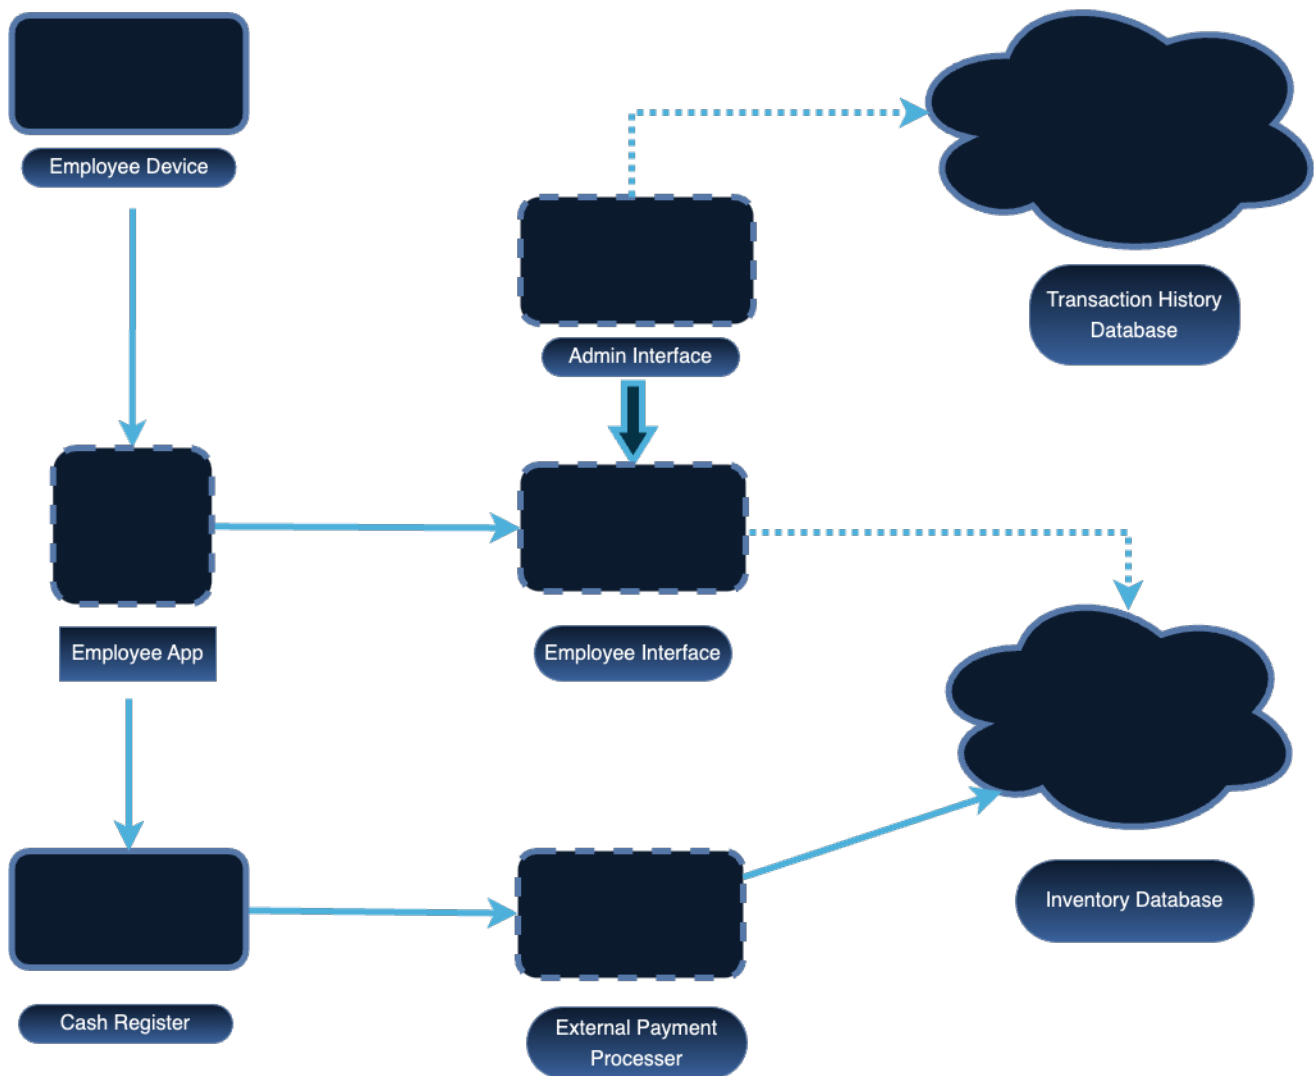 Employee Device
Transaction History
Database
Admin Interface
Employee App
Employee Interface
Inventory Database
Cash Register
External Payment
Processer